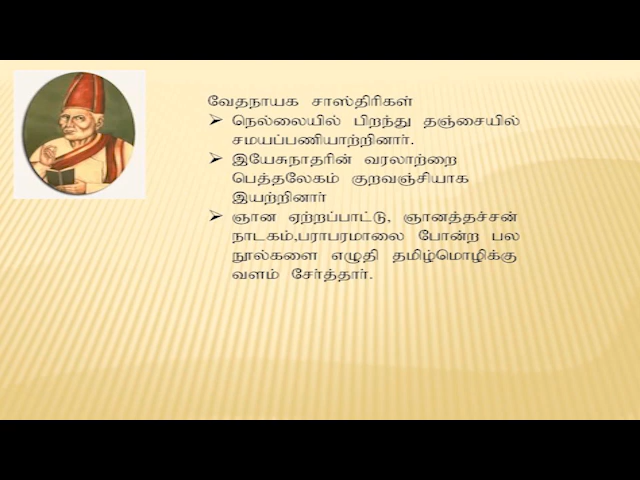 வேதநாயக சாஸ்திரிகள்
➢ நெல்லையில் பிறந்து தஞ்சையில்
சமயப்பணியாற்றினார்.
➢ இயேசுநாதரின் வரலாற்றை
பெத்தலேகம் குறவஞ்சியாக
இயற்றினார்
➢ ஞான ஏற்றப்பாட்டு, ஞானத்தச்சன்
நாடகம்,பராபரமாலை போன்ற பல
நூல்களை எழுதி தமிழ்மொழிக்கு
வளம் சேர்த்தார்.